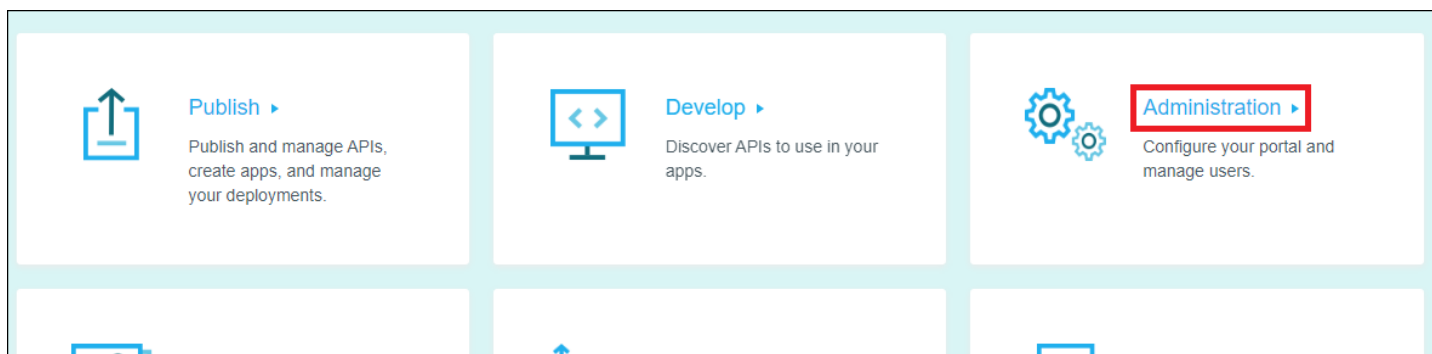 Publish
Publish and manage APIs,
create apps, and manage
your deployments.
Develop
Discover APIs to use in your
apps.
Administration
Configure your portal and
manage users.